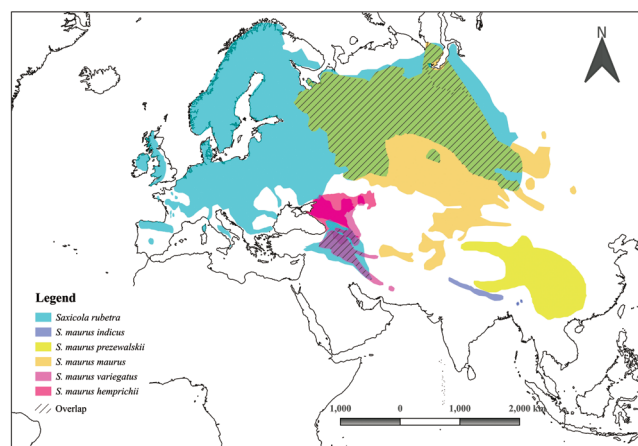 N
Legend
Saxicola rubetra
S. maurus indicus
S. maurus prezewalskii
S. maurus maurus
S. maurus variegatus
S. maurus hemprichii
Overlap
1,000 0 1,000 2,000 km